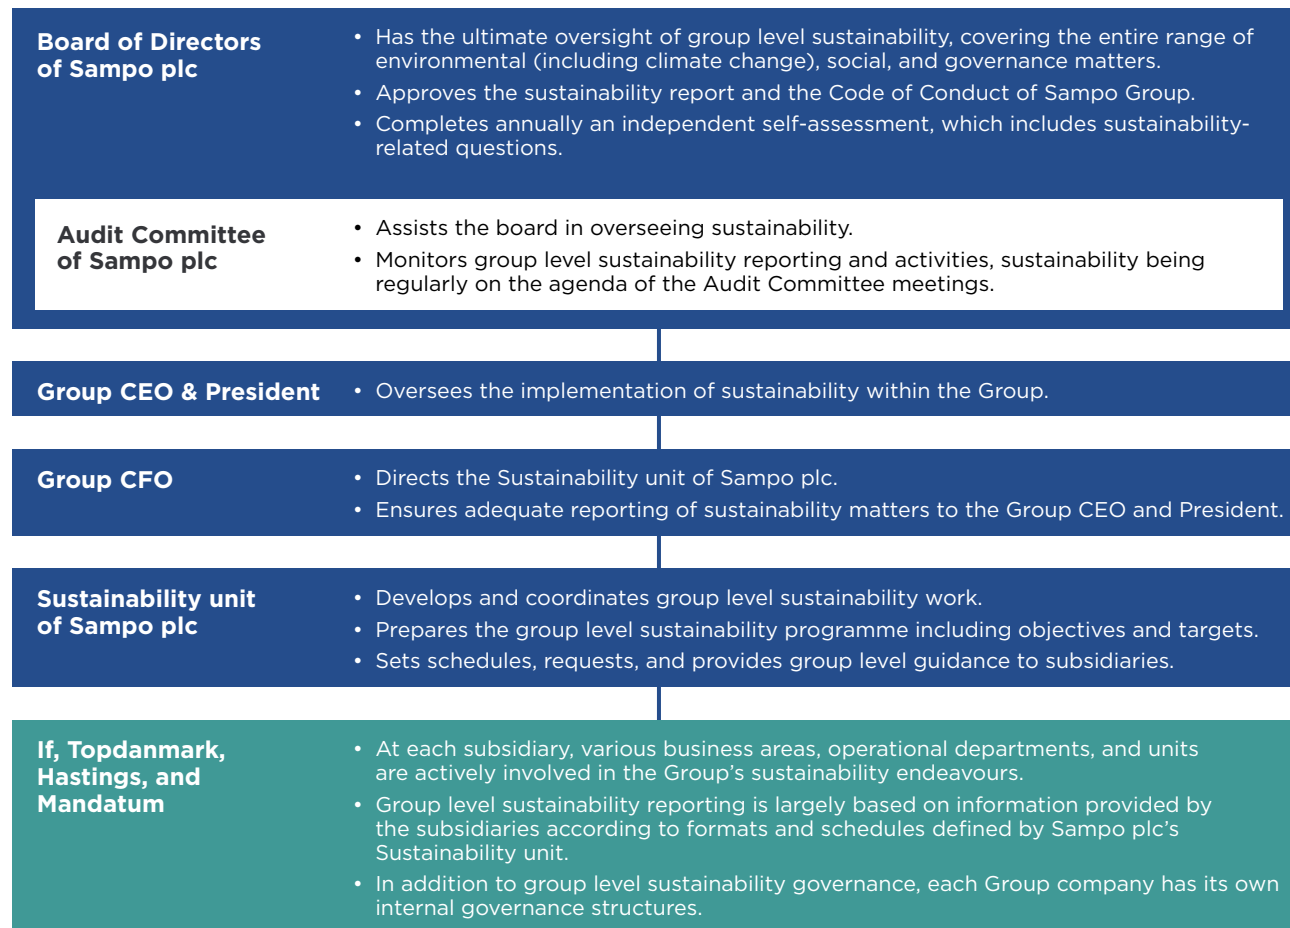 Board of Directors
of Sampo plc
• Has the ultimate oversight of group level sustainability, covering the entire range of
environmental (including climate change), social, and governance matters.
• Approves the sustainability report and the Code of Conduct of Sampo Group.
• Completes annually an independent self-assessment, which includes sustainability-
related questions.
Audit Committee
of Sampo plc
• Assists the board in overseeing sustainability.
• Monitors group level sustainability reporting and activities, sustainability being
regularly on the agenda of the Audit Committee meetings.
Group CEO & President
• Oversees the implementation of sustainability within the Group.
Group CFO
• Directs the Sustainability unit of Sampo plc.
• Ensures adequate reporting of sustainability matters to the Group CEO and President.
Sustainability unit
of Sampo plc
• Develops and coordinates group level sustainability work.
• Prepares the group level sustainability programme including objectives and targets.
• Sets schedules, requests, and provides group level guidance to subsidiaries.
If, Topdanmark,
Hastings, and
Mandatum
• At each subsidiary, various business areas, operational departments, and units
are actively involved in the Group’s sustainability endeavours.
• Group level sustainability reporting is largely based on information provided by
the subsidiaries according to formats and schedules defined by Sampo plc’s
Sustainability unit.
• In addition to group level sustainability governance, each Group company has its own
internal governance structures.